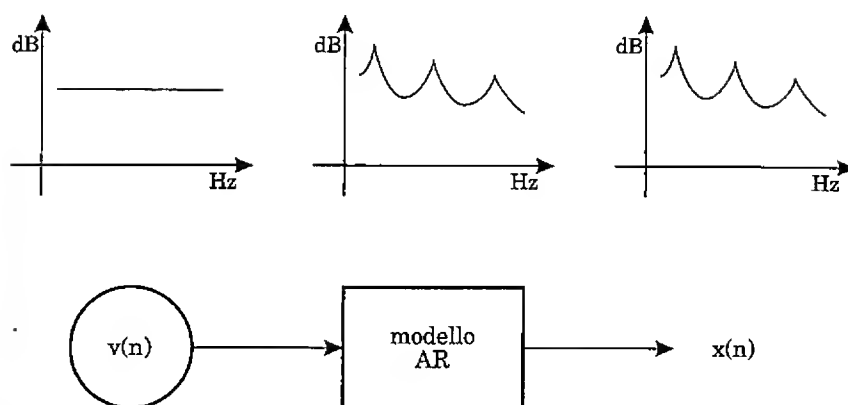 dB
Hz
dB
Hz
dB
Hz
v(n)
modello
AR
x(n)